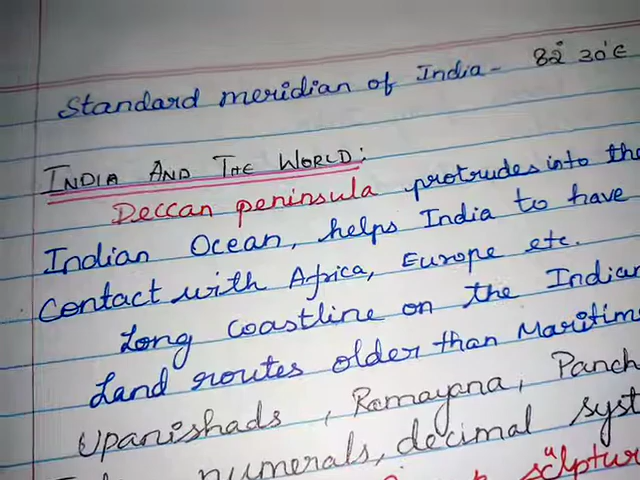 Standard meridian of India - 82° 30'E
INDIA AND THE WORLD:
Deccan peninsula protrudes into the
Indian Ocean, helps India to have
contact with Africa, Europe etc.
Long coastline on the Indian
Land routes older than Maritim
Upanishads, Ramayana, Panch
numerals, decimal syst